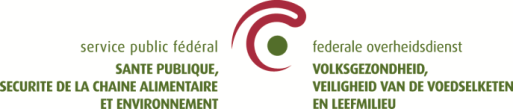 service public fédéral
SANTE PUBLIQUE,
SECURITE DE LA CHAINE ALIMENTAIRE
ET ENVIRONNEMENT
federale overheidsdienst
VOLKSGEZONDHEID,
VEILIGHEID VAN DE VOEDSELKETEN
EN LEEFMILIEU